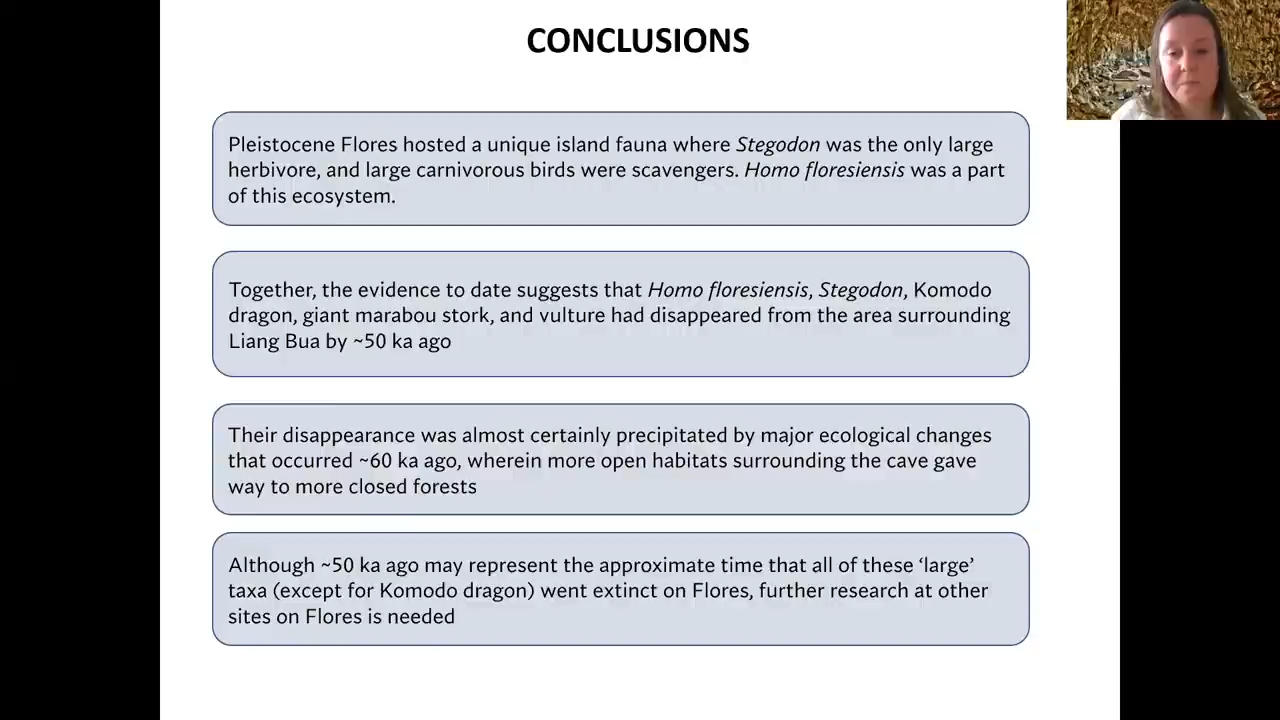 CONCLUSIONS
Pleistocene Flores hosted a unique island fauna where Stegodon was the only large
herbivore, and large carnivorous birds were scavengers. Homo floresiensis was a part
of this ecosystem.
Together, the evidence to date suggests that Homo floresiensis, Stegodon, Komodo
dragon, giant marabou stork, and vulture had disappeared from the area surrounding
Liang Bua by ~50 ka ago
Their disappearance was almost certainly precipitated by major ecological changes
that occurred ~60 ka ago, wherein more open habitats surrounding the cave gave
way to more closed forests
Although ~50 ka ago may represent the approximate time that all of these ‘large’
taxa (except for Komodo dragon) went extinct on Flores, further research at other
sites on Flores is needed